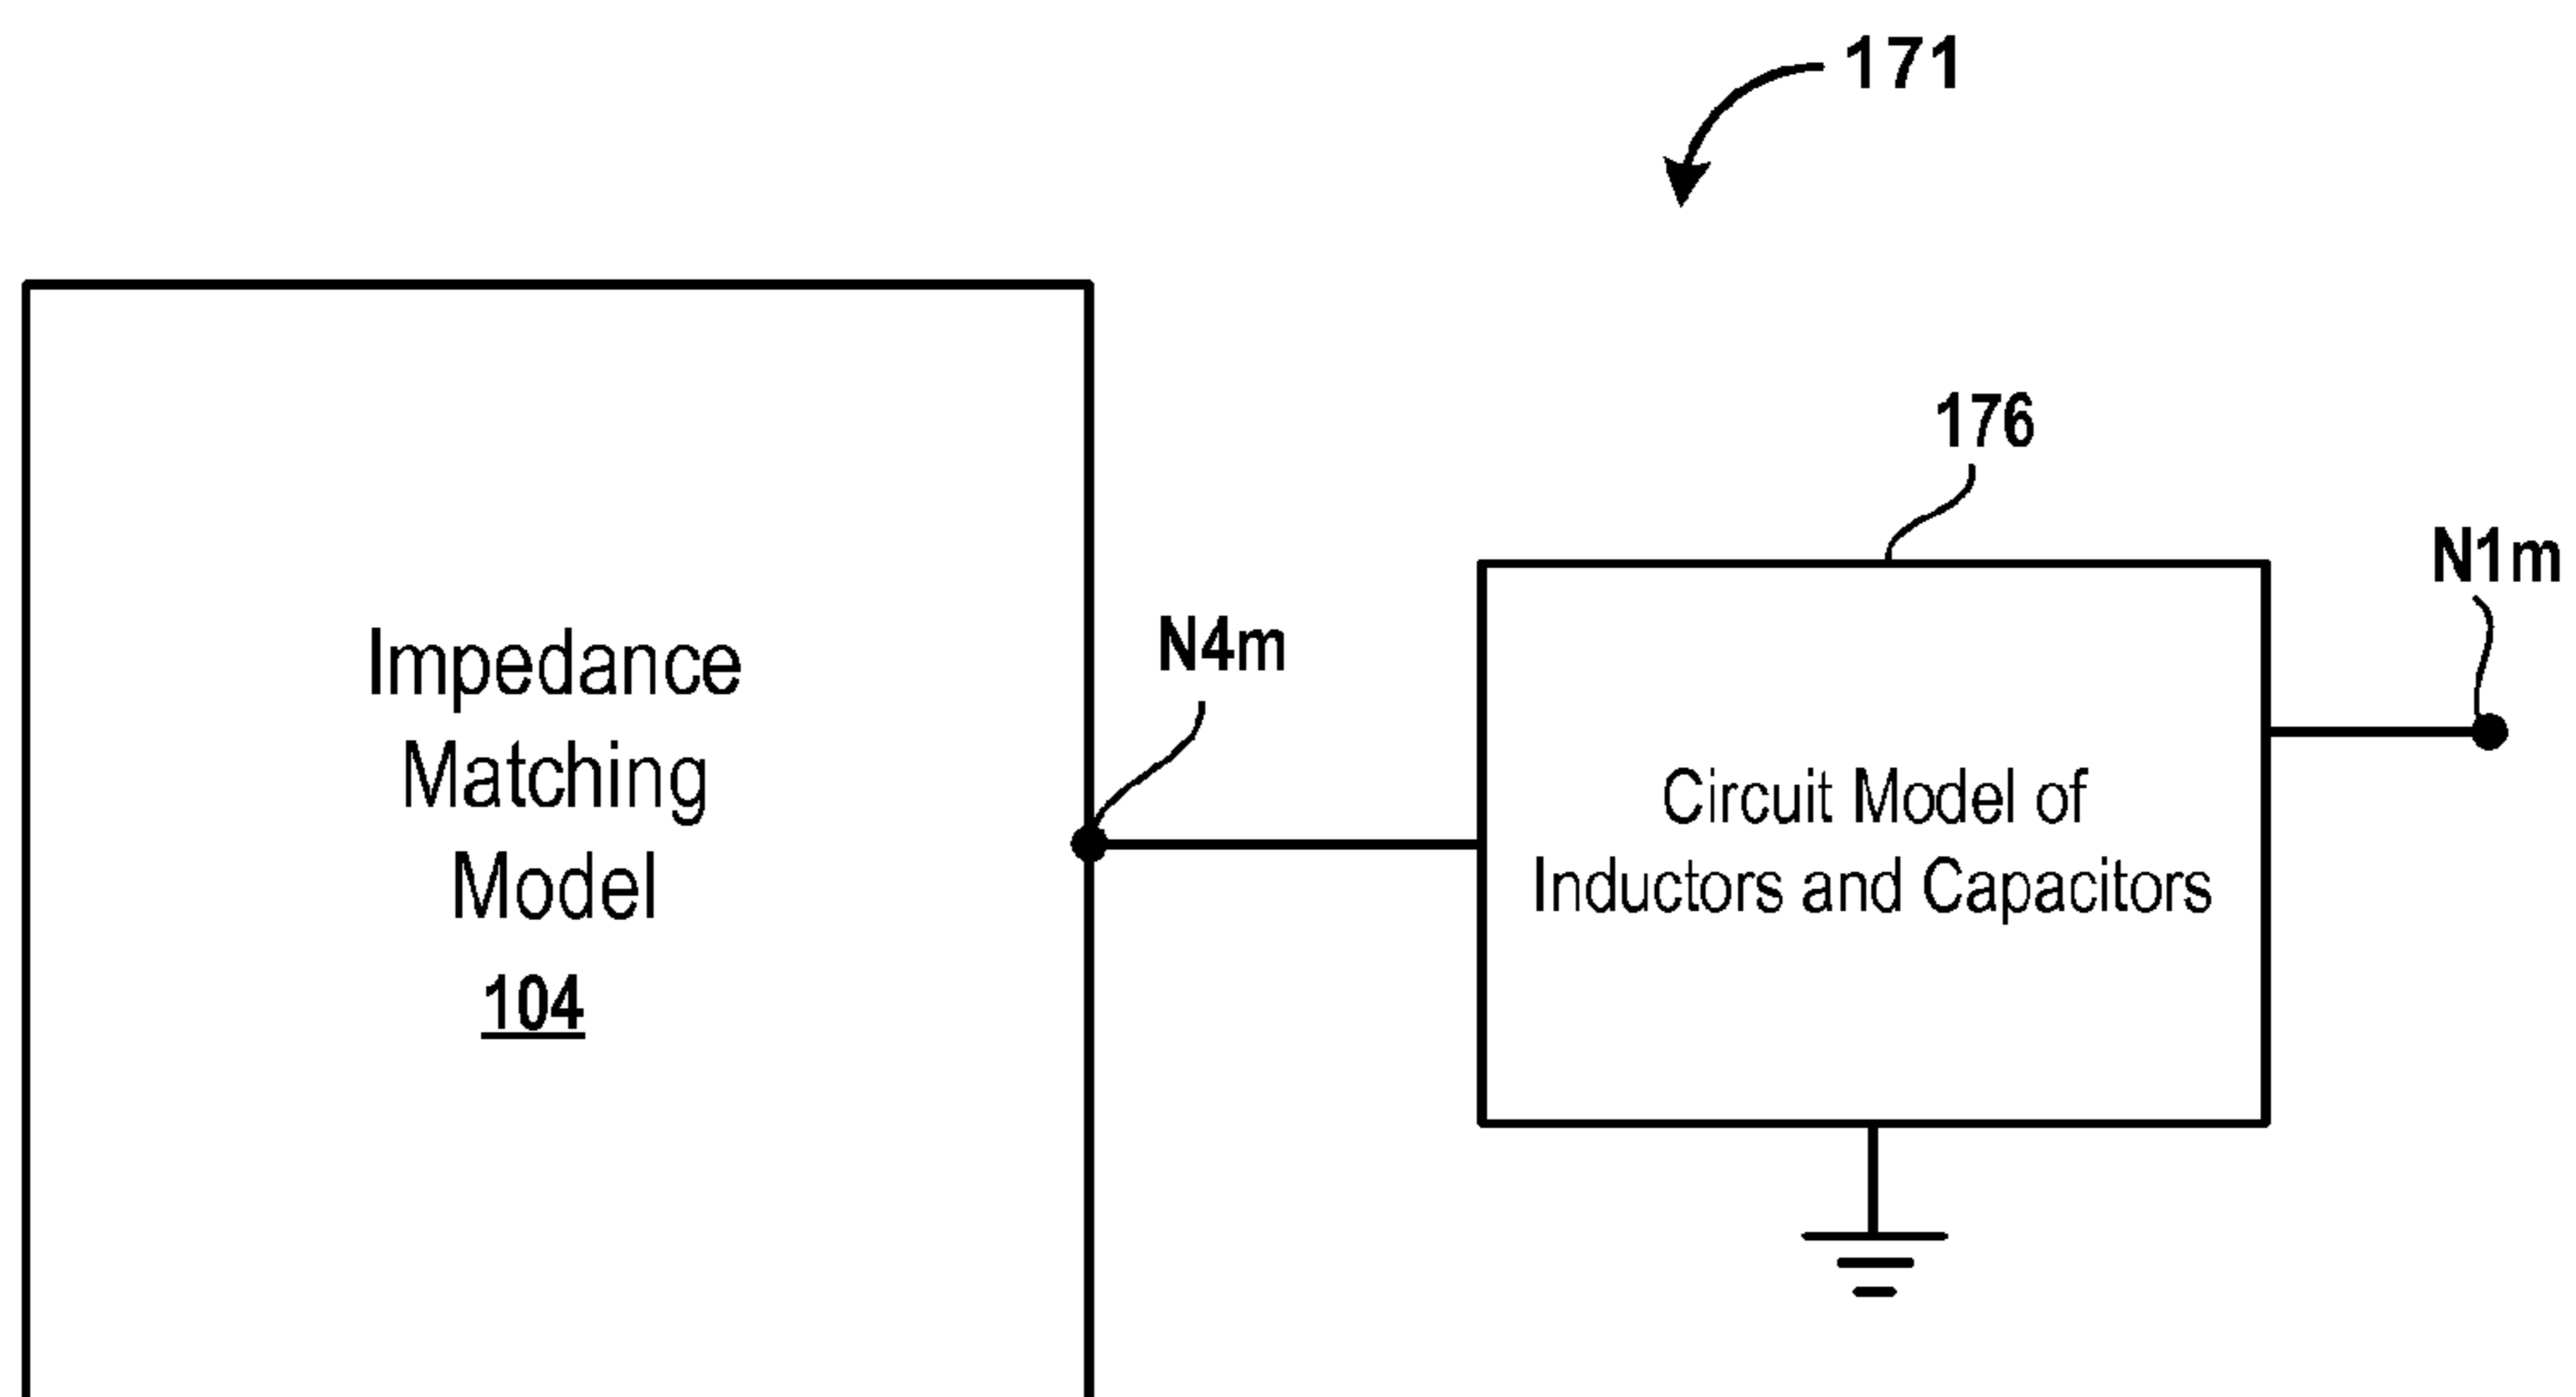 171
176
N1m
N4m
Impedance
Matching
Model
104
Circuit Model of
Inductors and Capacitors